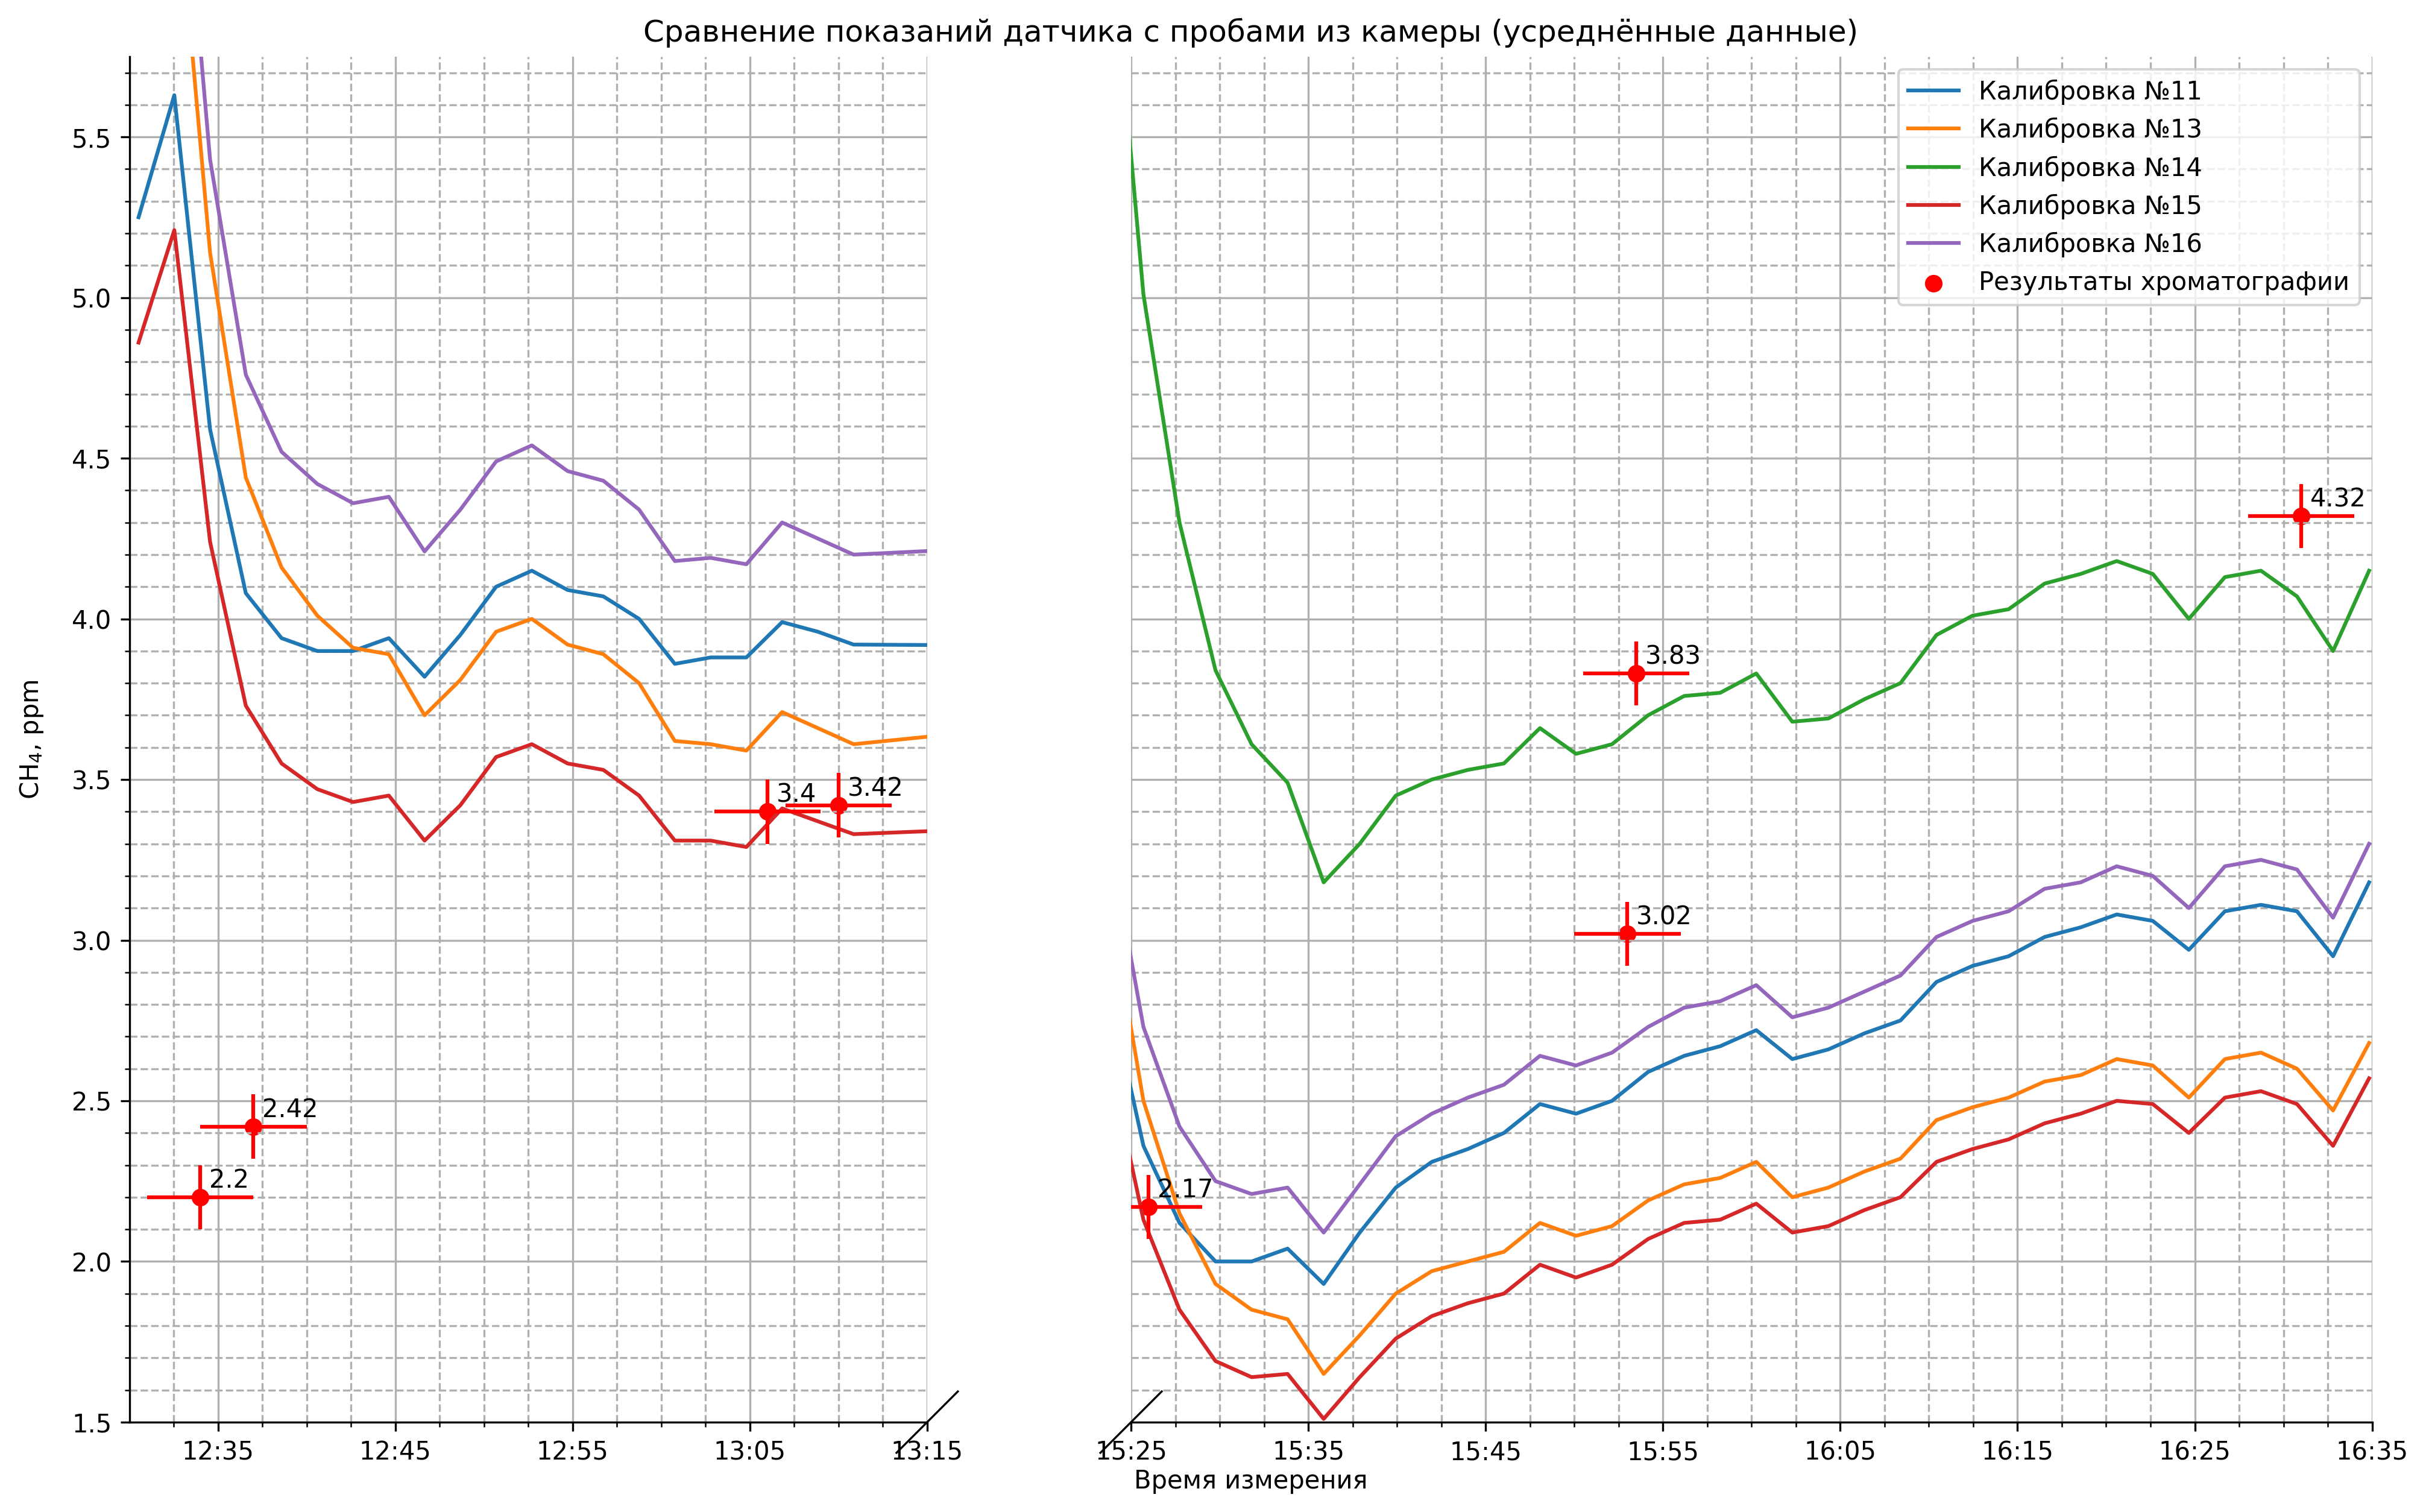 Сравнение показаний датчика с пробами из камеры (усреднённые данные)
Калибровка №11
Калибровка №13
Калибровка №14
Калибровка №15
Калибровка №16
Результаты хроматографии
5.5
5.0
4.5
4.0
3.5
3.0
2.5
2.0
1.5
CH₄, ppm
4.32
3.83
3.4
3.42
3.02
2.42
2.2
2.17
12:35 12:45 12:55 13:05 13:15 15:25 15:35 15:45 15:55 16:05 16:15 16:25 16:35
Время измерения